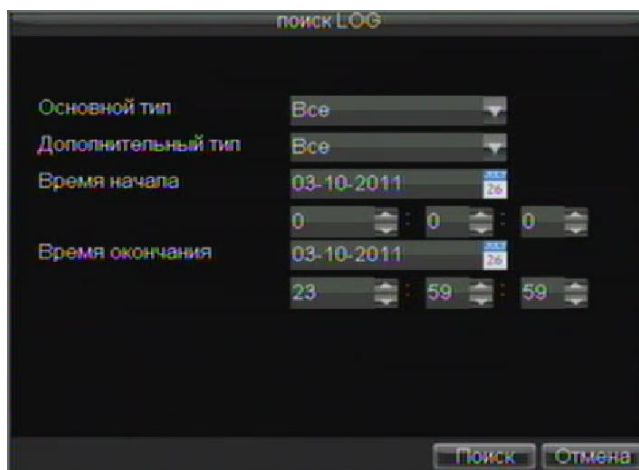 поиск LOG
Основной тип Все
Дополнительный тип Все
Время начала 03-10-2011
0 : 0 : 0
Время окончания 03-10-2011
23 : 59 : 59
Поиск Отмена